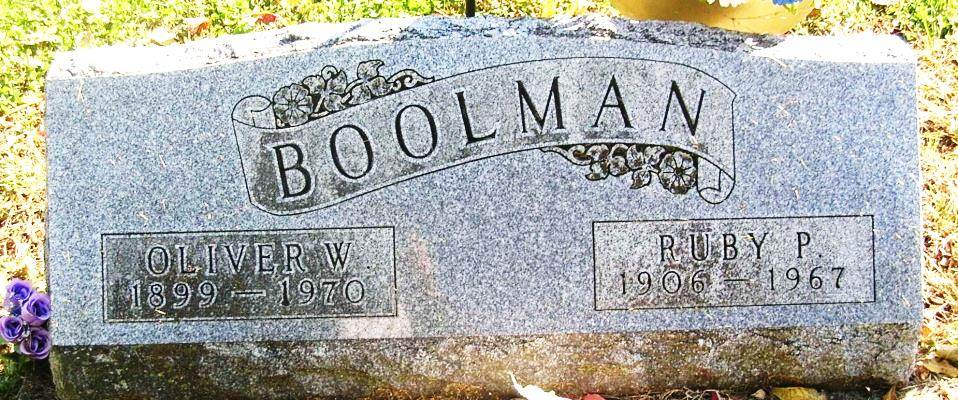 BOOLMAN
OLIVER W.
1899 — 1970
RUBY P.
1906 — 1967